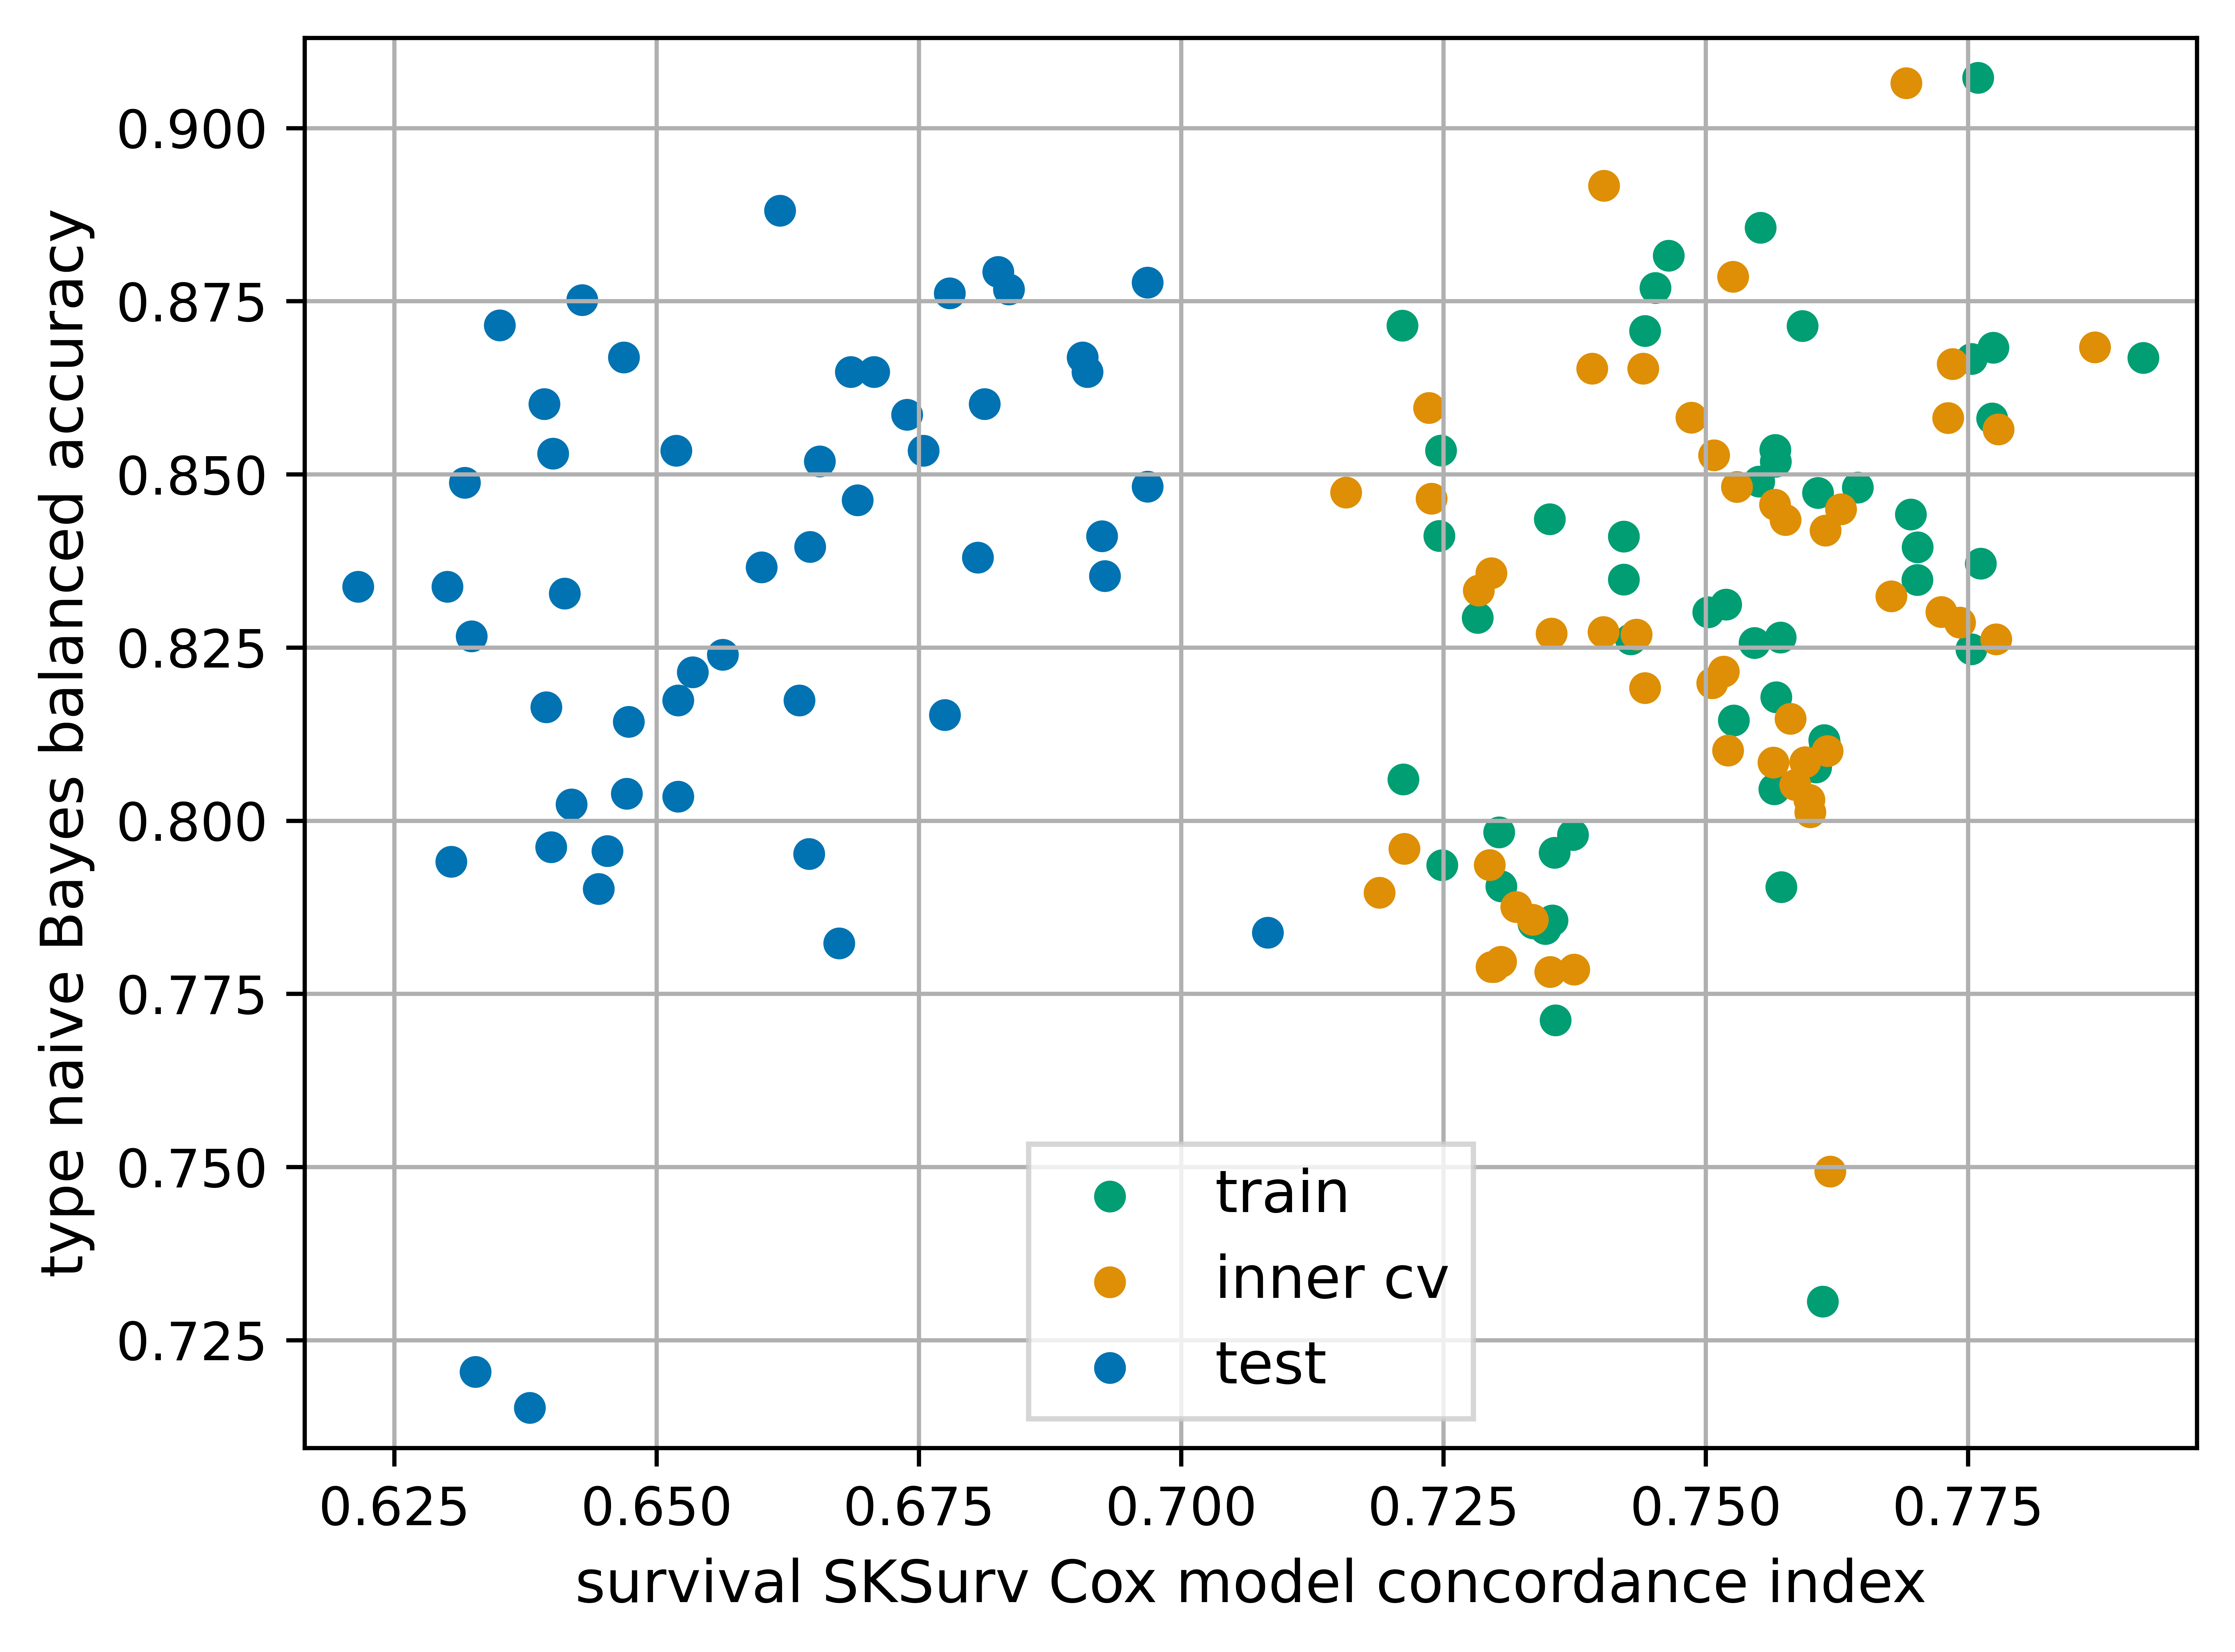 0.900
0.875
0.850
0.825
0.800
0.775
0.750
0.725
type naive Bayes balanced accuracy
train
inner cv
test
0.625 0.650 0.675 0.700 0.725 0.750 0.775
survival SKSurv Cox model concordance index